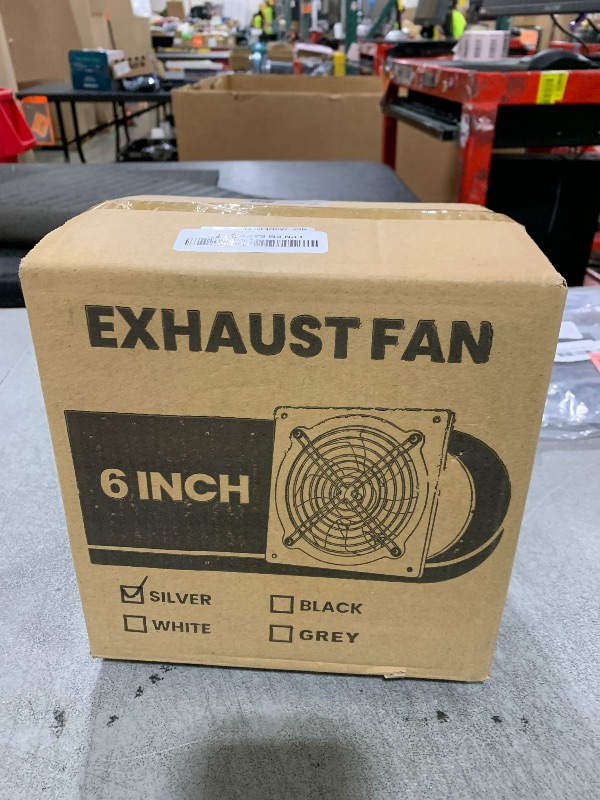 EXHAUST FAN
6 INCH
SILVER
BLACK
WHITE
GREY